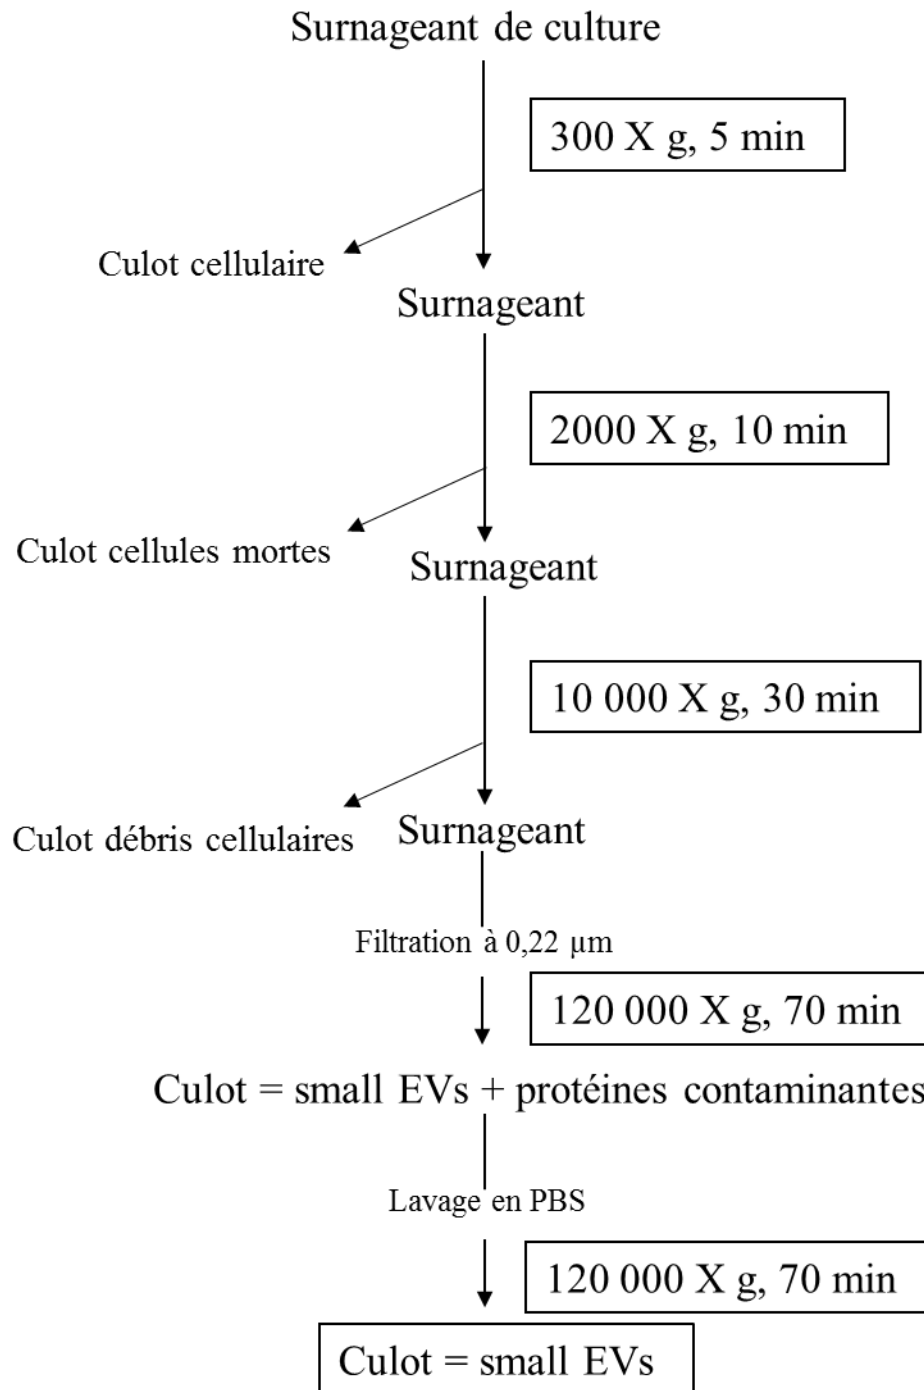 Surnageant de culture
300 X g, 5 min
Culot cellulaire
Surnageant
2000 X g, 10 min
Culot cellules mortes
Surnageant
10 000 X g, 30 min
Culot débris cellulaires
Surnageant
Filtration à 0,22 µm
120 000 X g, 70 min
Culot = small EVs + protéines contaminantes
Lavage en PBS
120 000 X g, 70 min
Culot = small EVs